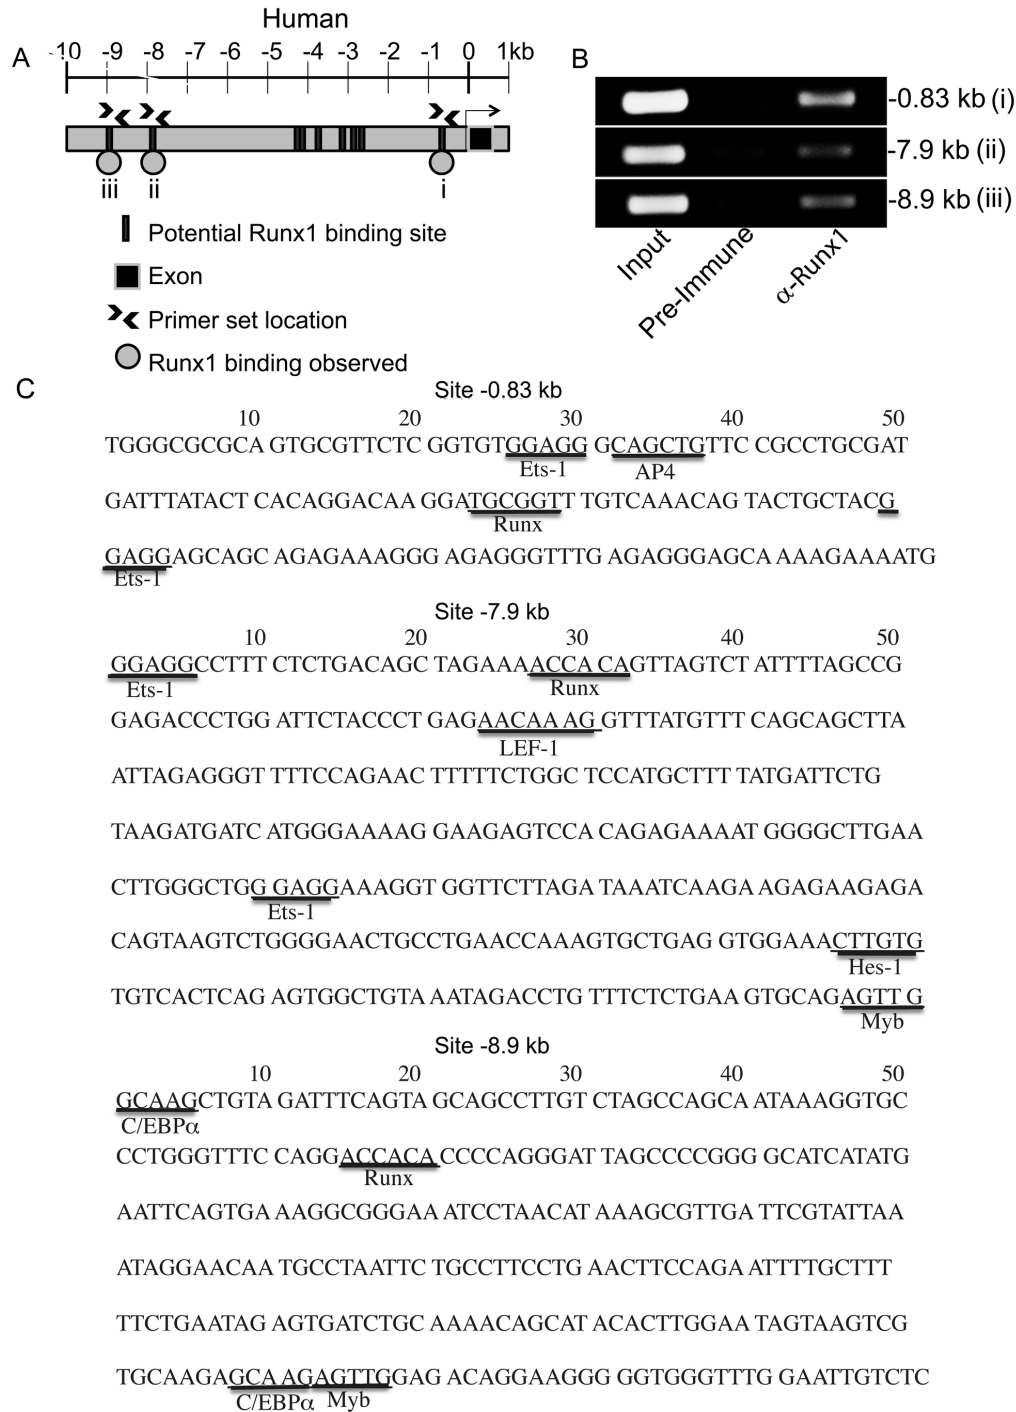 Human
A
-10 -9 -8 -7 -6 -5 -4 -3 -2 -1 0 1kb
iii ii i
Potential Runx1 binding site
Exon
Primer set location
Runx1 binding observed
B
-0.83 kb (i)
-7.9 kb (ii)
-8.9 kb (iii)
Input
Pre-Immune
α-Runx1
C
Site -0.83 kb
10 20 30 40 50
TGGGCGCGCA GTGCGTTCTC GGTGTGGAGG GCAGCTGTTC CGCCTGCGAT
Ets-1 AP4
GATTTATACT CACAGGACAA GGATGCGGTT TGTCAAACAG TACTGCTACG
Runx
GAGGAGCAGC AGAGAAAGGG AGAGGGTTTG AGAGGGAGCA AAAGAAAATG
Ets-1
Site -7.9 kb
10 20 30 40 50
GGAGGCCTTT CTCTGACAGC TAGAAAACCA CAGTTAGTCT ATTTTAGCCG
Ets-1 Runx
GAGACCCTGG ATTCTACCCT GAGAACAAAG GTTTATGTTT CAGCAGCTTA
LEF-1
ATTAGAGGGT TTTCCAGAAC TTTTTCTGGC TCCATGCTTT TATGATTCTG
TAAGATGATC ATGGGAAAAG GAAGAGTCCA CAGAGAAAAT GGGGCTTGAA
CTTGGGCTGG GAGGAAAGGT GGTTCTTAGA TAAATCAAGA AGAGAAGAGA
Ets-1
CAGTAAGTCTGGGGAACTGCCTGAACCAAAGTGCTGAG GTGGAAACTTGTG
Hes-1
TGTCACTCAG AGTGGCTGTA AATAGACCTG TTTCTCTGAA GTGCAGAGTT G
Myb
Site -8.9 kb
10 20 30 40 50
GCAAGCTGTA GATTTCAGTA GCAGCCTTGT CTAGCCAGCA ATAAAGGTGC
C/EBPα
CCTGGGTTTC CAGGACCACA CCCCAGGGAT TAGCCCCGGG GCATCATATG
Runx
AATTCAGTGA AAGGCGGGAA ATCCTAACAT AAAGCGTTGA TTCGTATTAA
ATAGGAACAA TGCCTAATTC TGCCTTCCTG AACTTCCAGA ATTTTGCTTT
TTCTGAATAG AGTGATCTGC AAAACAGCAT ACACTTGGAA TAGTAAGTCG
TGCAAGAGCAAGAGTTGGAG ACAGGAAGGG GGTGGGTTTG GAATTGTCTC
C/EBPα Myb